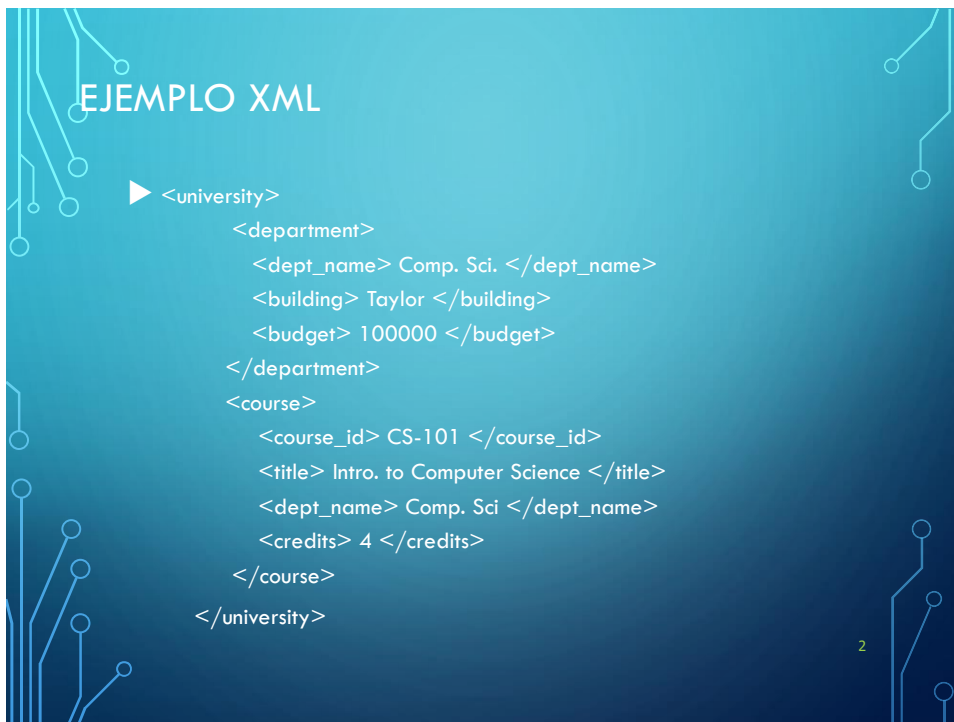 EJEMPLO XML
<university>
<department>
<dept_name> Comp. Sci. </dept_name>
<building> Taylor </building>
<budget> 100000 </budget>
</department>
<course>
<course_id> CS-101 </course_id>
<title> Intro. to Computer Science </title>
<dept_name> Comp. Sci </dept_name>
<credits> 4 </credits>
</course>
</university>
2